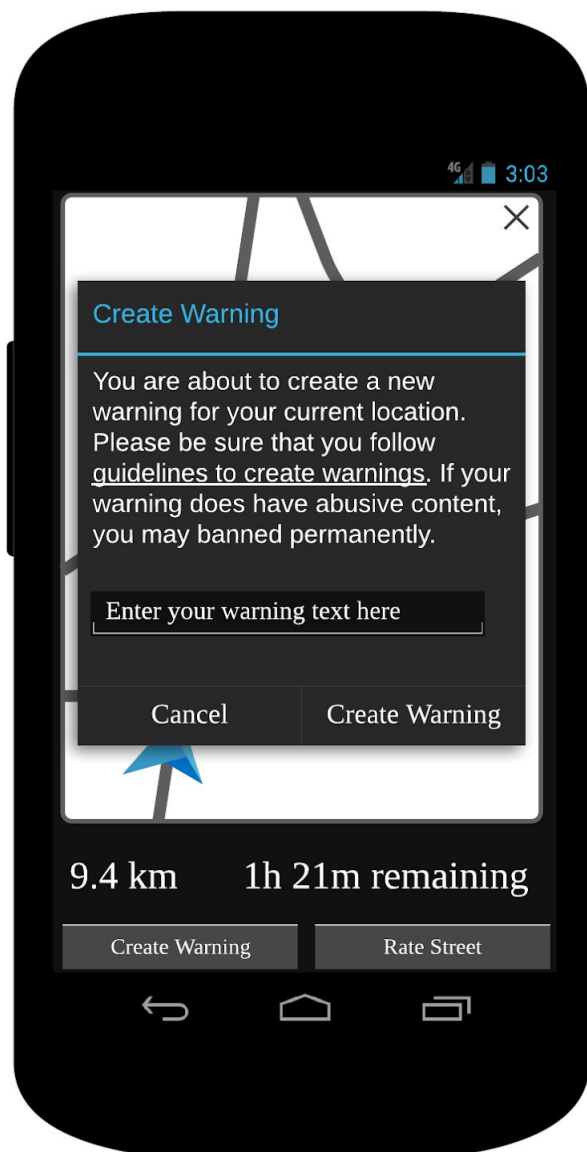 4G 3:03
Create Warning
You are about to create a new
warning for your current location.
Please be sure that you follow
guidelines to create warnings. If your
warning does have abusive content,
you may banned permanently.
Enter your warning text here
Cancel Create Warning
9.4 km 1h 21m remaining
Create Warning Rate Street